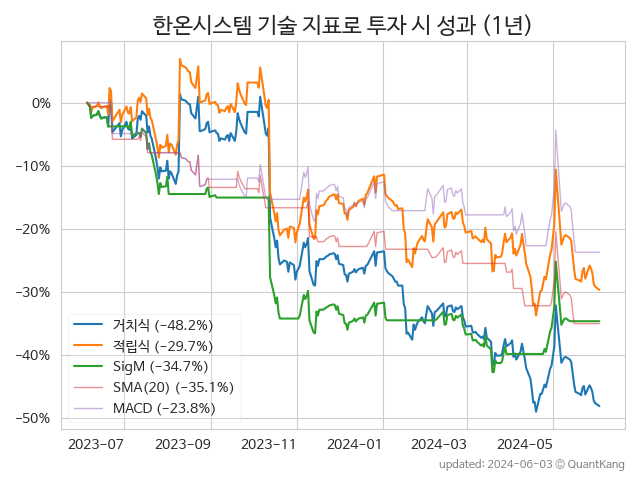 한온시스템 기술 지표로 투자 시 성과 (1년)
0%
−10%
−20%
−30%
−40%
−50%
거치식 (−48.2%)
적립식 (−29.7%)
SigM (−34.7%)
SMA(20) (−35.1%)
MACD (−23.8%)
2023−07
2023−09
2023−11
2024−01
2024−03
2024−05
updated: 2024−06−03 © QuantKang